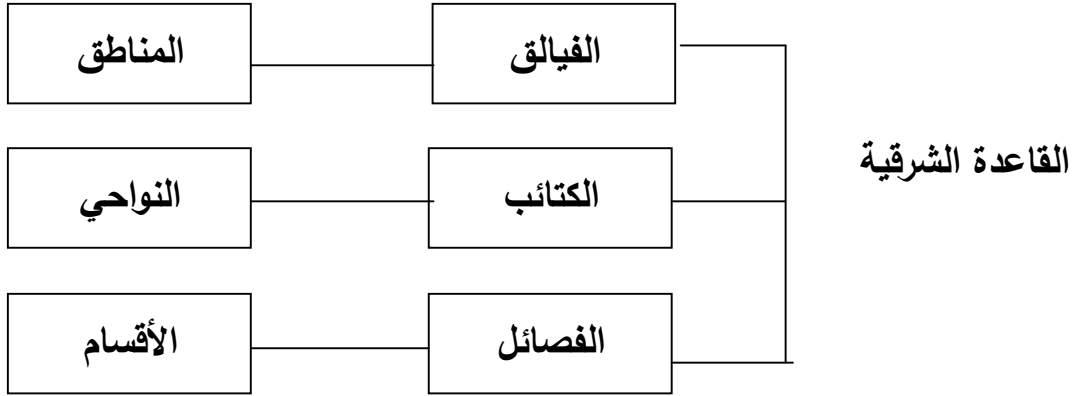 القاعدة الشرقية
الفيالق
المناطق
الكتائب
النواحي
الفصائل
الأقسام